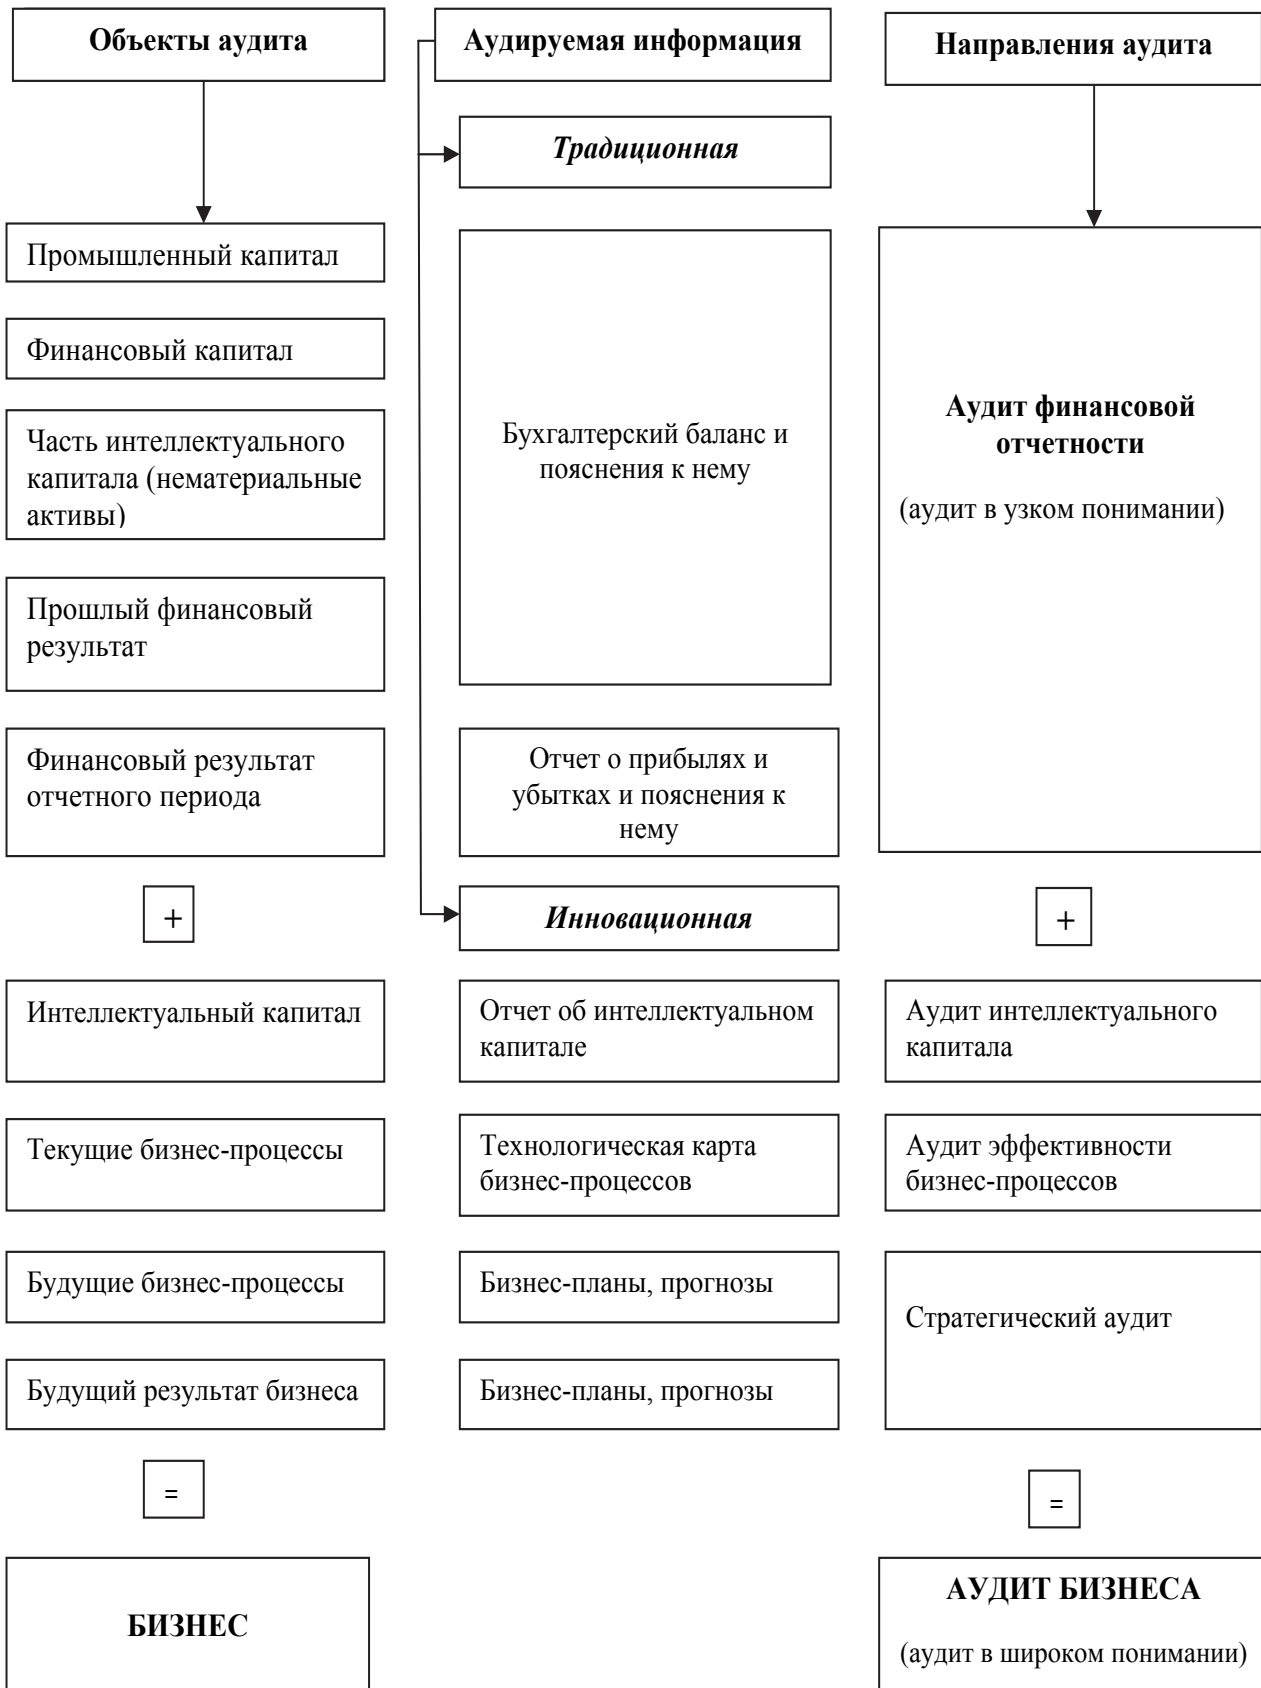 Объекты аудита
Аудируемая информация
Направления аудита
Традиционная
Промышленный капитал
Финансовый капитал
Часть интеллектуального
капитала (нематериальные
активы)
Прошлый финансовый
результат
Финансовый результат
отчетного периода
Бухгалтерский баланс и
пояснения к нему
Отчет о прибылях и
убытках и пояснения к
нему
Аудит финансовой
отчетности
(аудит в узком понимании)
+
Инновационная
+
Интеллектуальный капитал
Отчет об интеллектуальном
капитале
Аудит интеллектуального
капитала
Текущие бизнес-процессы
Технологическая карта
бизнес-процессов
Аудит эффективности
бизнес-процессов
Будущие бизнес-процессы
Бизнес-планы, прогнозы
Стратегический аудит
Будущий результат бизнеса
Бизнес-планы, прогнозы
=
=
БИЗНЕС
АУДИТ БИЗНЕСА
(аудит в широком понимании)